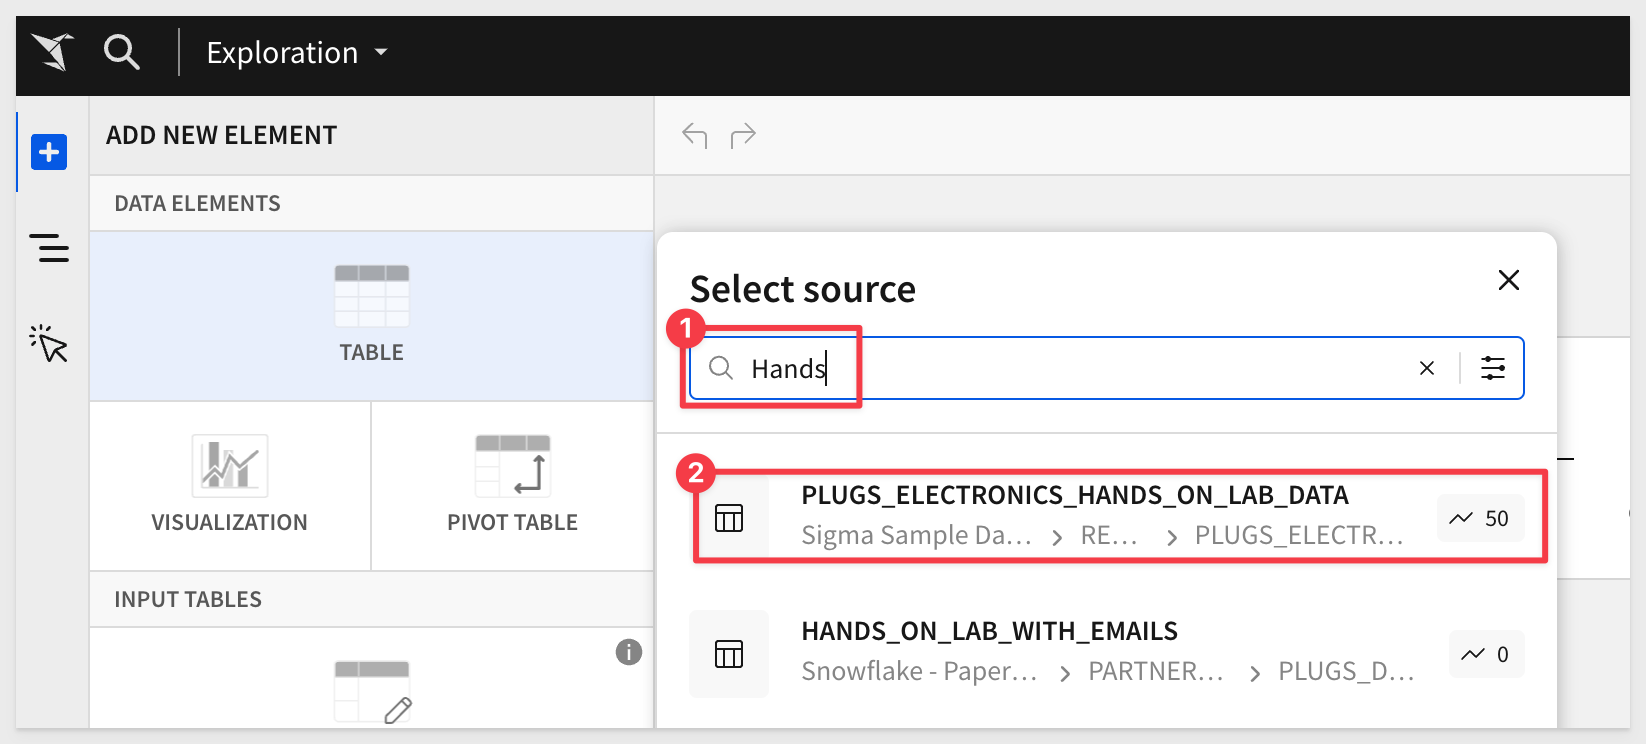 Exploration
ADD NEW ELEMENT
DATA ELEMENTS
TABLE
VISUALIZATION
PIVOT TABLE
INPUT TABLES
i
Select source
1
Hands
2
PLUGS_ELECTRONICS_HANDS_ON_LAB_DATA
Sigma Sample Da... > RE... > PLUGS_ELECTR...
50
HANDS_ON_LAB_WITH_EMAILS
Snowflake - Paper... > PARTNER... > PLUGS_D...
0